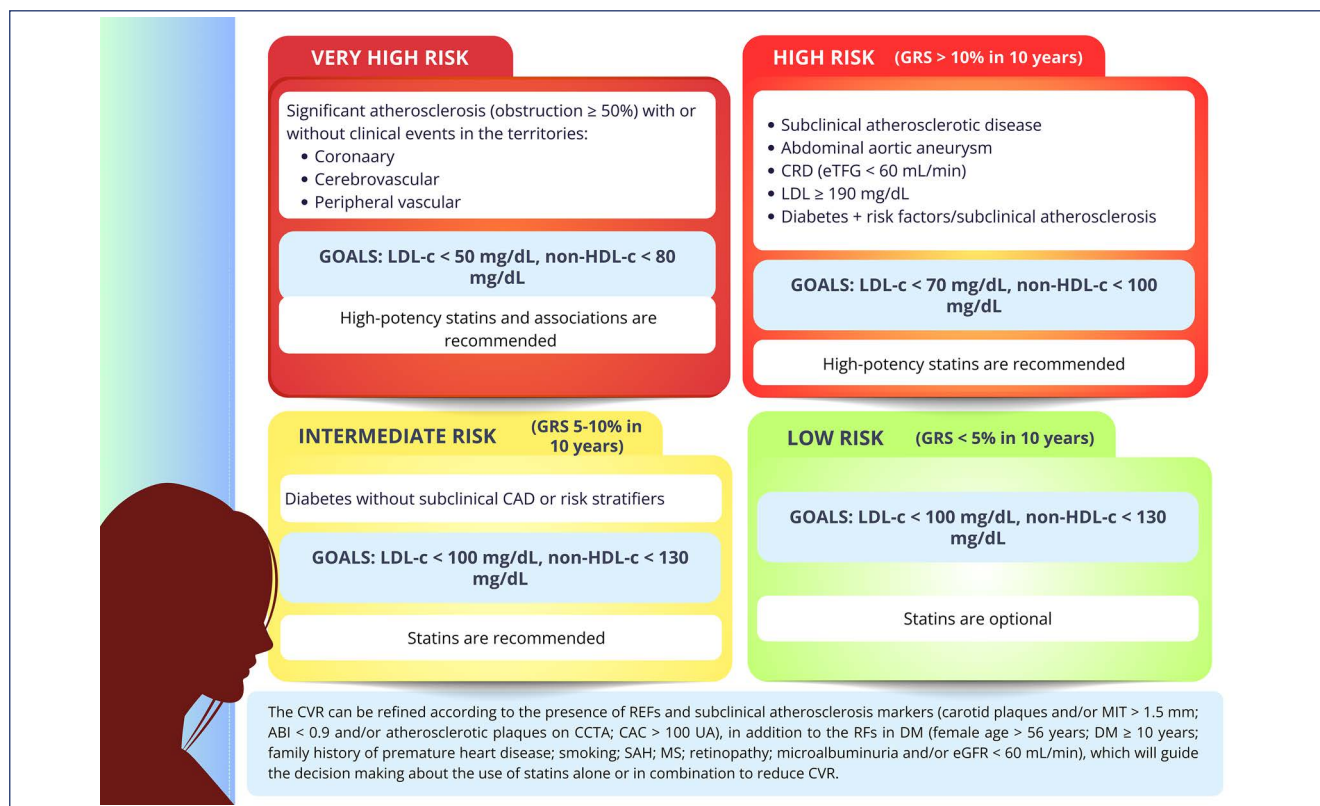 VERY HIGH RISK
Significant atherosclerosis (obstruction ≥ 50%) with or
without clinical events in the territories:
• Coronaary
• Cerebrovascular
• Peripheral vascular
GOALS: LDL-c < 50 mg/dL, non-HDL-c < 80
mg/dL
High-potency statins and associations are
recommended
HIGH RISK (GRS > 10% in 10 years)
• Subclinical atherosclerotic disease
• Abdominal aortic aneurysm
• CRD (eTFG < 60 mL/min)
• LDL ≥ 190 mg/dL
• Diabetes + risk factors/subclinical atherosclerosis
GOALS: LDL-c < 70 mg/dL, non-HDL-c < 100
mg/dL
High-potency statins are recommended
INTERMEDIATE RISK (GRS 5-10% in
10 years)
Diabetes without subclinical CAD or risk stratifiers
GOALS: LDL-c < 100 mg/dL, non-HDL-c < 130
mg/dL
Statins are recommended
LOW RISK (GRS < 5% in 10 years)
GOALS: LDL-c < 100 mg/dL, non-HDL-c < 130
mg/dL
Statins are optional
The CVR can be refined according to the presence of REFs and subclinical atherosclerosis markers (carotid plaques and/or MIT > 1.5 mm;
ABI < 0.9 and/or atherosclerotic plaques on CCTA; CAC > 100 UA), in addition to the RFs in DM (female age > 56 years; DM ≥ 10 years;
family history of premature heart disease; smoking; SAH; MS; retinopathy; microalbuminuria and/or eGFR < 60 mL/min), which will guide
the decision making about the use of statins alone or in combination to reduce CVR.